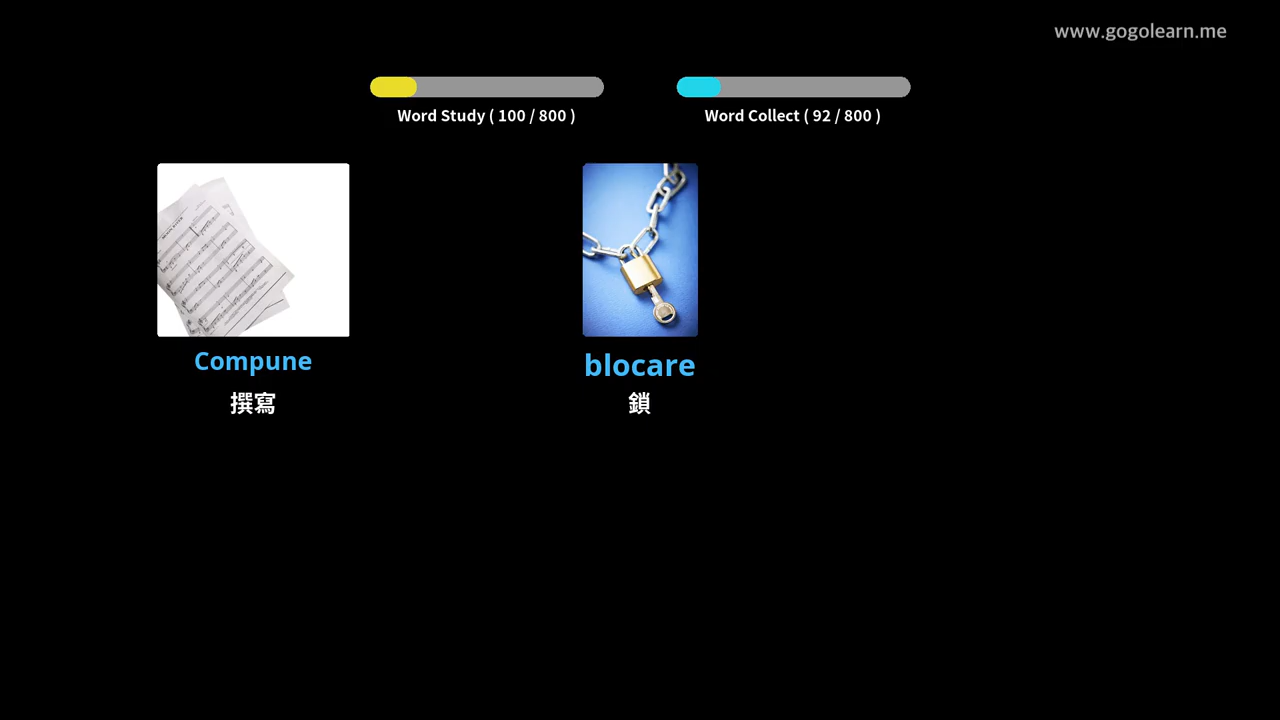 www.gogolearn.me
Word Study ( 100 / 800 )
Word Collect ( 92 / 800 )
Compune
撰寫
blocare
鎖